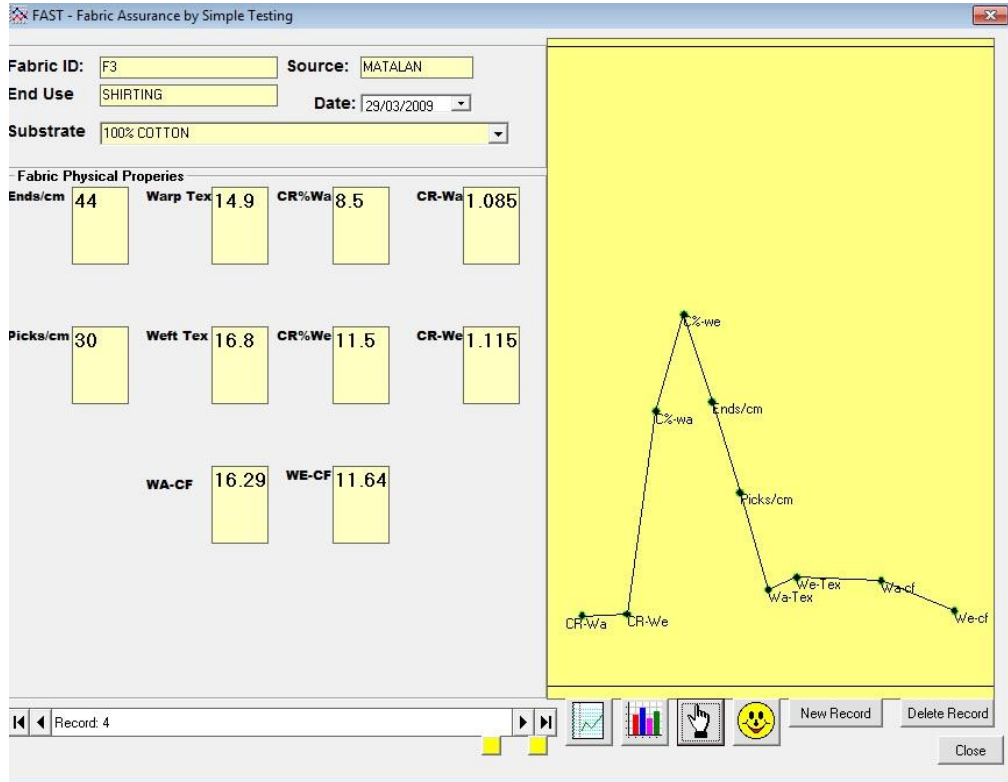 FAST - Fabric Assurance by Simple Testing
Fabric ID: F3 Source: MATALAN
End Use SHIRTING Date: 29/03/2009
Substrate 100% COTTON
Fabric Physical Properies
Ends/cm 44 Warp Tex 14.9 CR%Wa 8.5 CR-Wa 1.085
Picks/cm 30 Weft Tex 16.8 CR%We 11.5 CR-We 1.115
WA-CF 16.29 WE-CF 11.64
C%-we
Ends/cm
C%-wa
Picks/cm
We-Tex
Wa-cf
Wa-Tex
CR-Wa CR-We We-cf
Record: 4 New Record Delete Record
Close